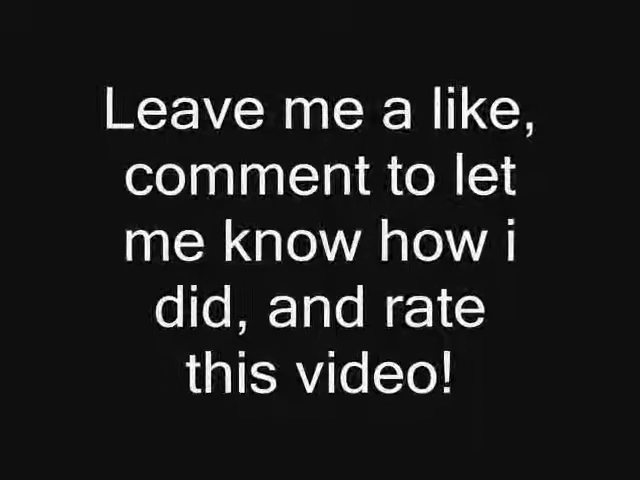 Leave me a like,
comment to let
me know how i
did, and rate
this video!